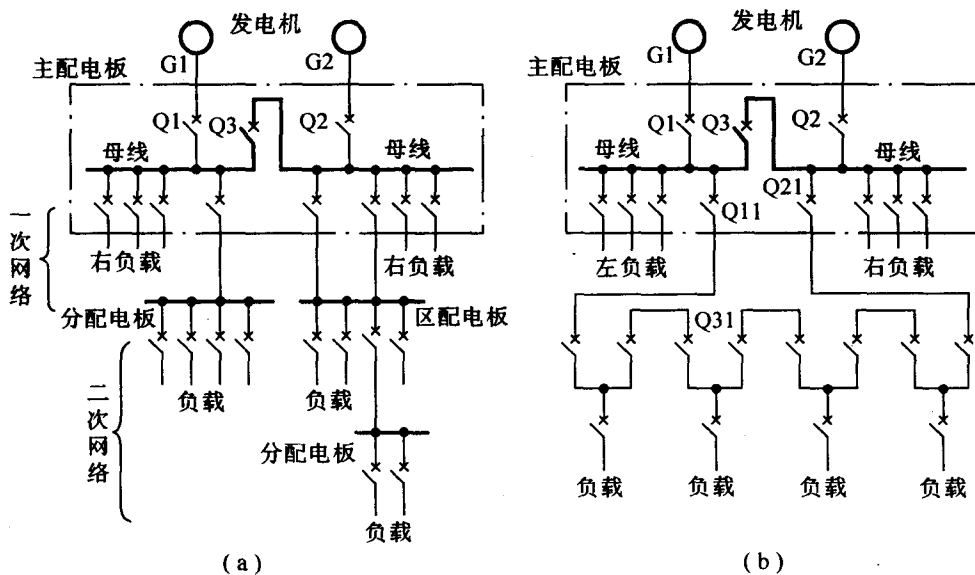 发电机
G1
G2
主配电板
Q1
Q3
Q2
母线
母线
一次网络
右负载
右负载
分配电板
区配电板
二次网络
负载
负载
分配电板
负载
(a)
发电机
G1
G2
主配电板
Q1
Q3
Q2
母线
母线
Q11
Q21
左负载
右负载
Q31
负载
负载
负载
负载
(b)